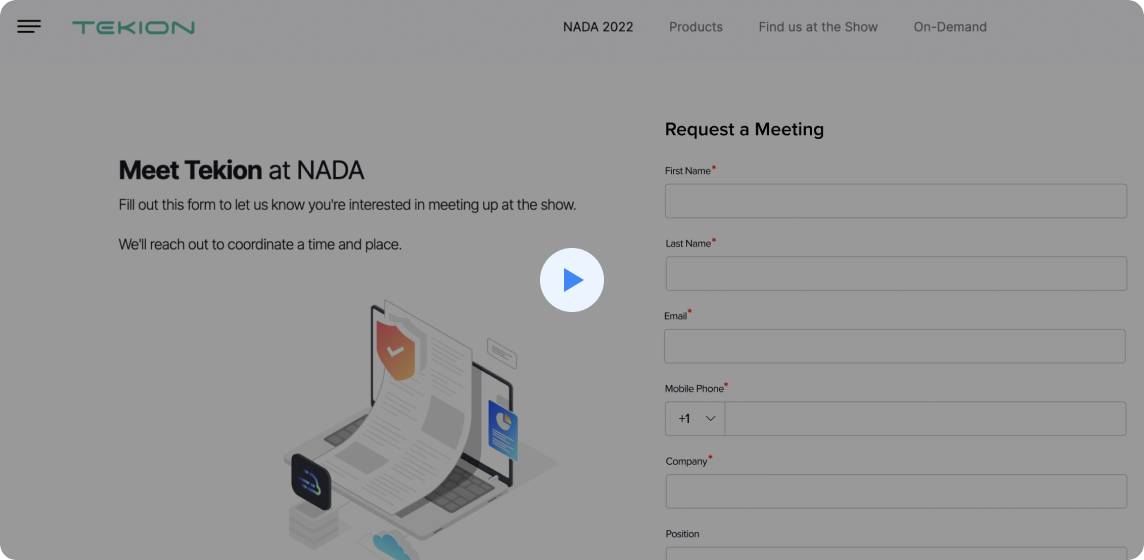 TEKION
NADA 2022
Products
Find us at the Show
On-Demand
Meet Tekion at NADA
Fill out this form to let us know you're interested in meeting up at the show.
We'll reach out to coordinate a time and place.
Request a Meeting
First Name*
Last Name*
Email*
Mobile Phone*
+1
Company*
Position